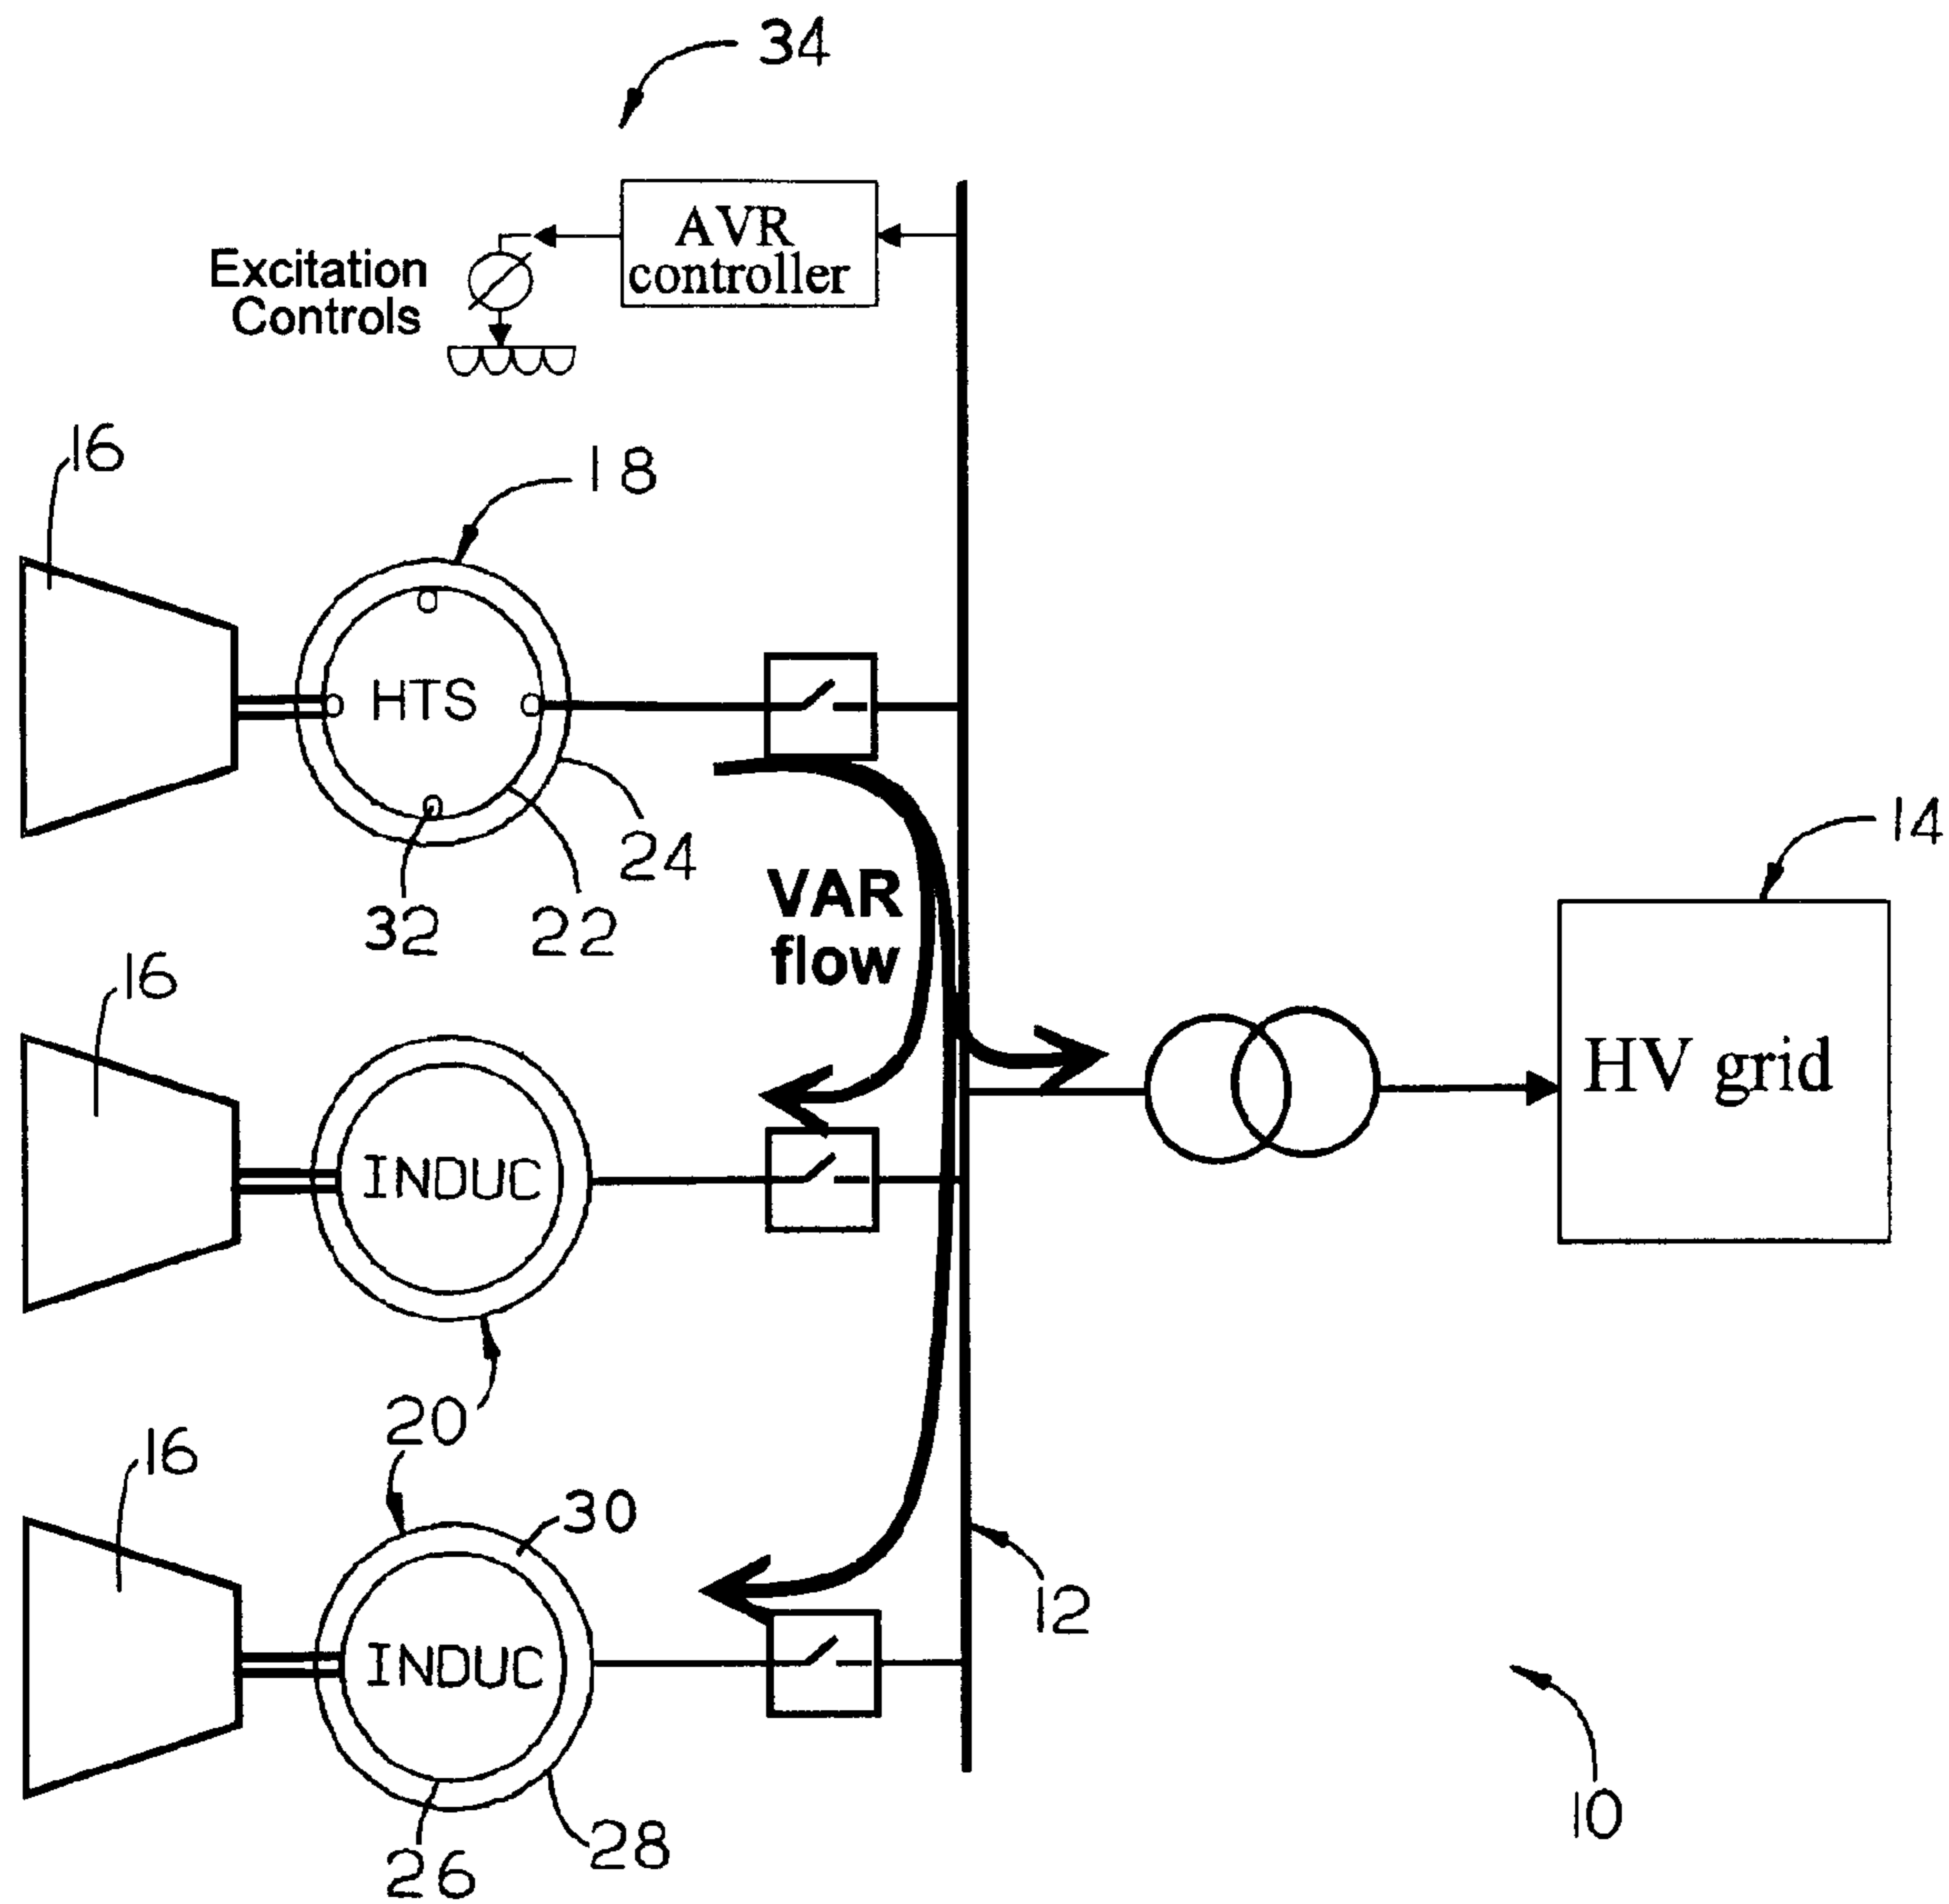 34
AVR
controller
Excitation
Controls
16
18
HTS
24
32
22
VAR
flow
14
HV grid
16
INDUC
20
16
30
12
INDUC
10
28
26